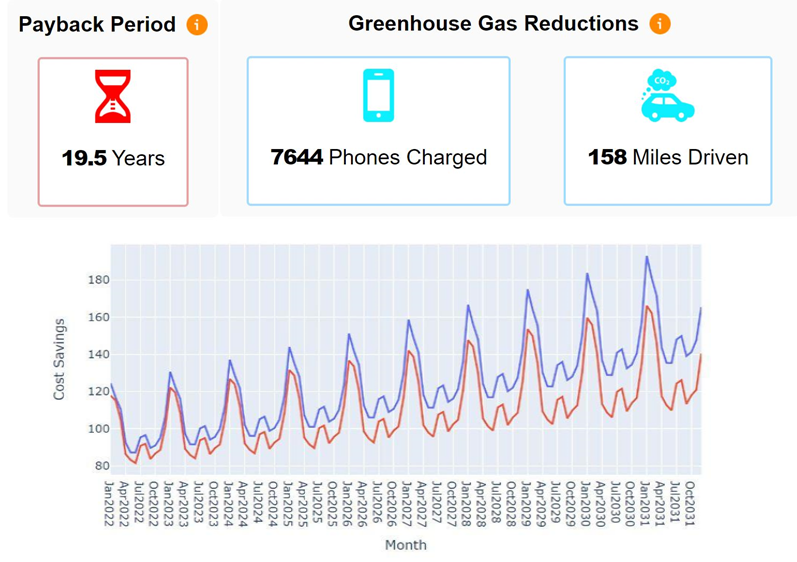 Payback Period i
Greenhouse Gas Reductions i
19.5 Years
CO₂
7644 Phones Charged
158 Miles Driven
Cost Savings
180
160
140
120
100
80
Jan2022
Apr2022
Jul2022
Oct2022
Jan2023
Apr2023
Jul2023
Oct2023
Jan2024
Apr2024
Jul2024
Oct2024
Jan2025
Apr2025
Jul2025
Oct2025
Jan2026
Apr2026
Jul2026
Oct2026
Jan2027
Apr2027
Jul2027
Oct2027
Jan2028
Apr2028
Jul2028
Oct2028
Jan2029
Apr2029
Jul2029
Oct2029
Jan2030
Apr2030
Jul2030
Oct2030
Jan2031
Apr2031
Jul2031
Oct2031
Month